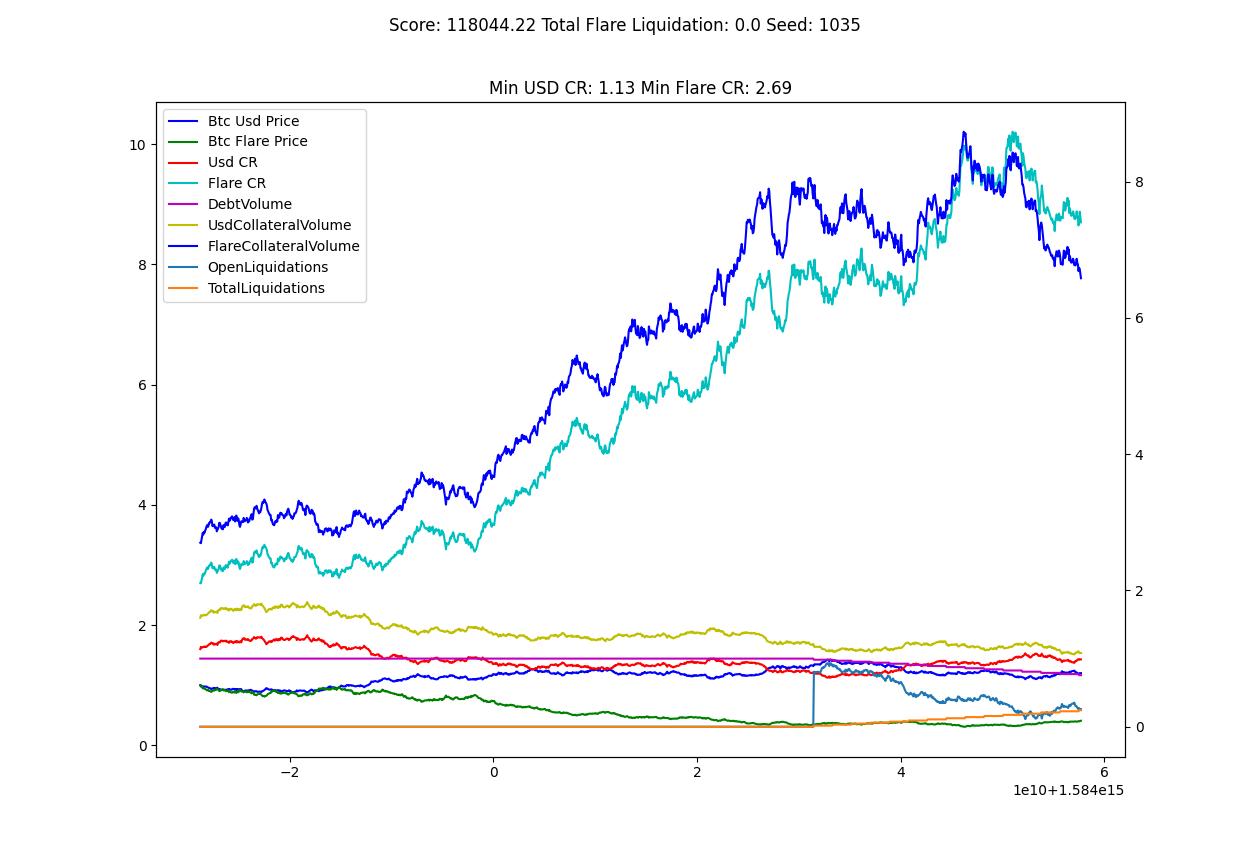 Score: 118044.22 Total Flare Liquidation: 0.0 Seed: 1035
Min USD CR: 1.13 Min Flare CR: 2.69
Btc Usd Price
Btc Flare Price
Usd CR
Flare CR
DebtVolume
UsdCollateralVolume
FlareCollateralVolume
OpenLiquidations
TotalLiquidations
10
8
6
4
2
0
8
6
4
2
0
−2
0
2
4
6
1e10+1.584e15